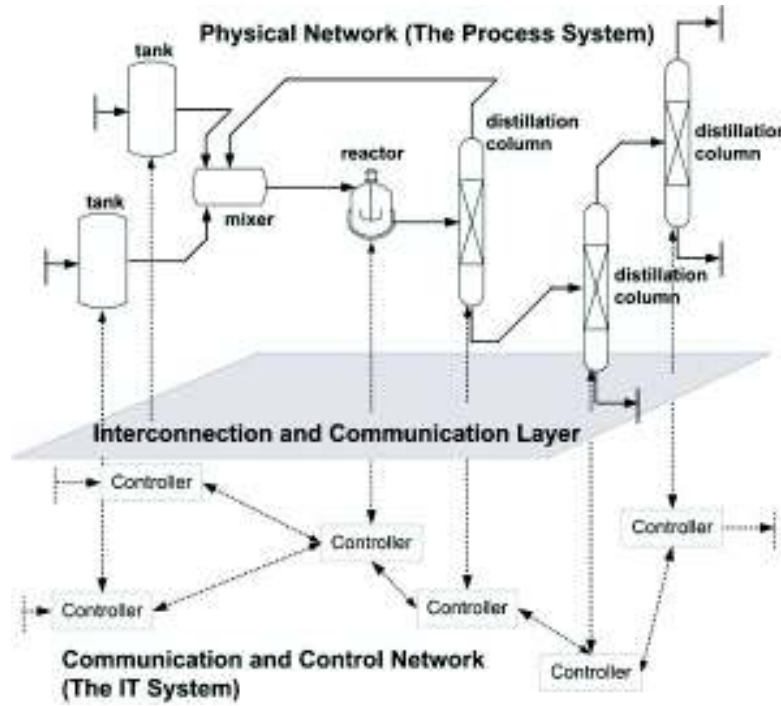 Physical Network (The Process System)
tank
distillation
column
distillation
column
reactor
tank
mixer
distillation
column
Interconnection and Communication Layer
Controller
Controller
Controller
Controller
Controller
Controller
Communication and Control Network
(The IT System)